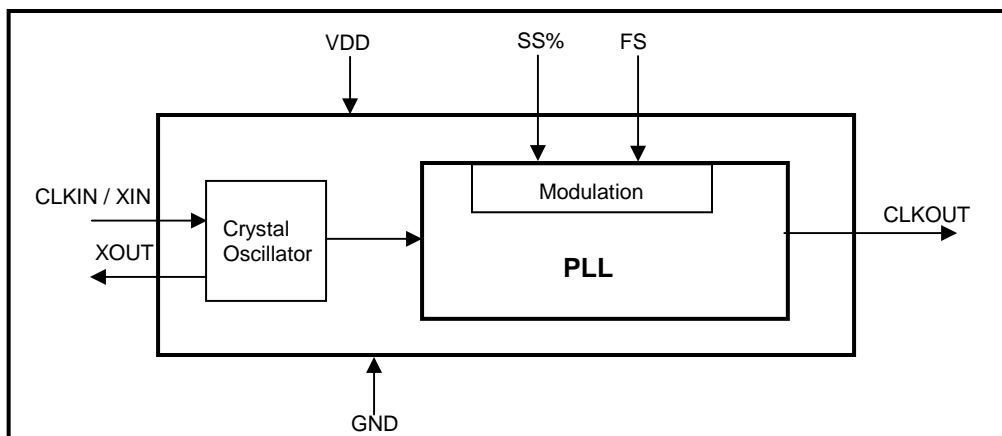 VDD
SS%
FS
CLKIN / XIN
XOUT
Crystal
Oscillator
Modulation
PLL
CLKOUT
GND